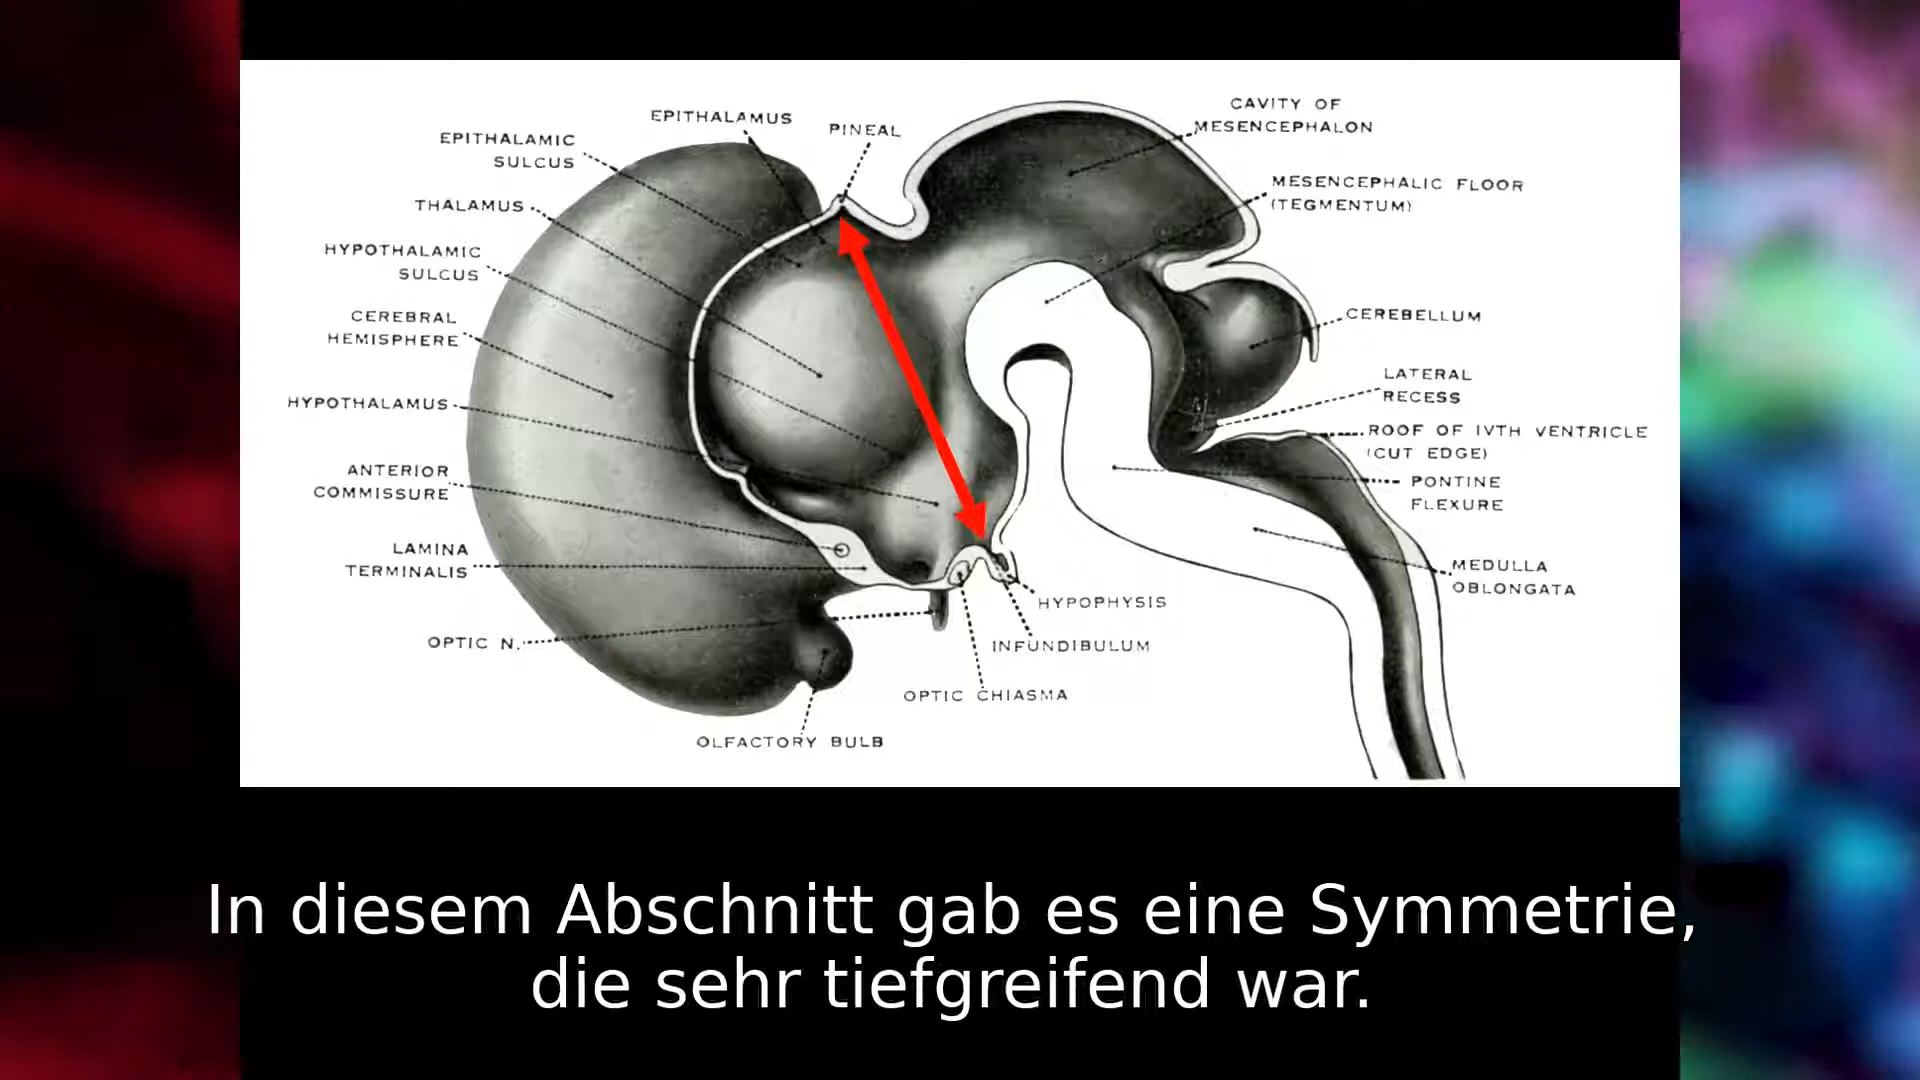 EPITHALAMUS
PINEAL
CAVITY OF
MESENCEPHALON
EPITHALAMIC
SULCUS
MESENCEPHALIC FLOOR
(TEGMENTUM)
THALAMUS
HYPOTHALAMIC
SULCUS
CEREBRAL
HEMISPHERE
CEREBELLUM
LATERAL
RECESS
HYPOTHALAMUS
ROOF OF IVTH VENTRICLE
(CUT EDGE)
ANTERIOR
COMMISSURE
PONTINE
FLEXURE
LAMINA
TERMINALIS
MEDULLA
OBLONGATA
HYPOPHYSIS
OPTIC N.
INFUNDIBULUM
OPTIC CHIASMA
OLFACTORY BULB
In diesem Abschnitt gab es eine Symmetrie,
die sehr tiefgreifend war.